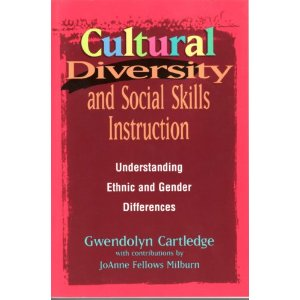 Cultural
Diversity
and Social Skills
Instruction
Understanding
Ethnic and Gender
Differences
Gwendolyn Cartledge
with contributions by
JoAnne Fellows Milburn